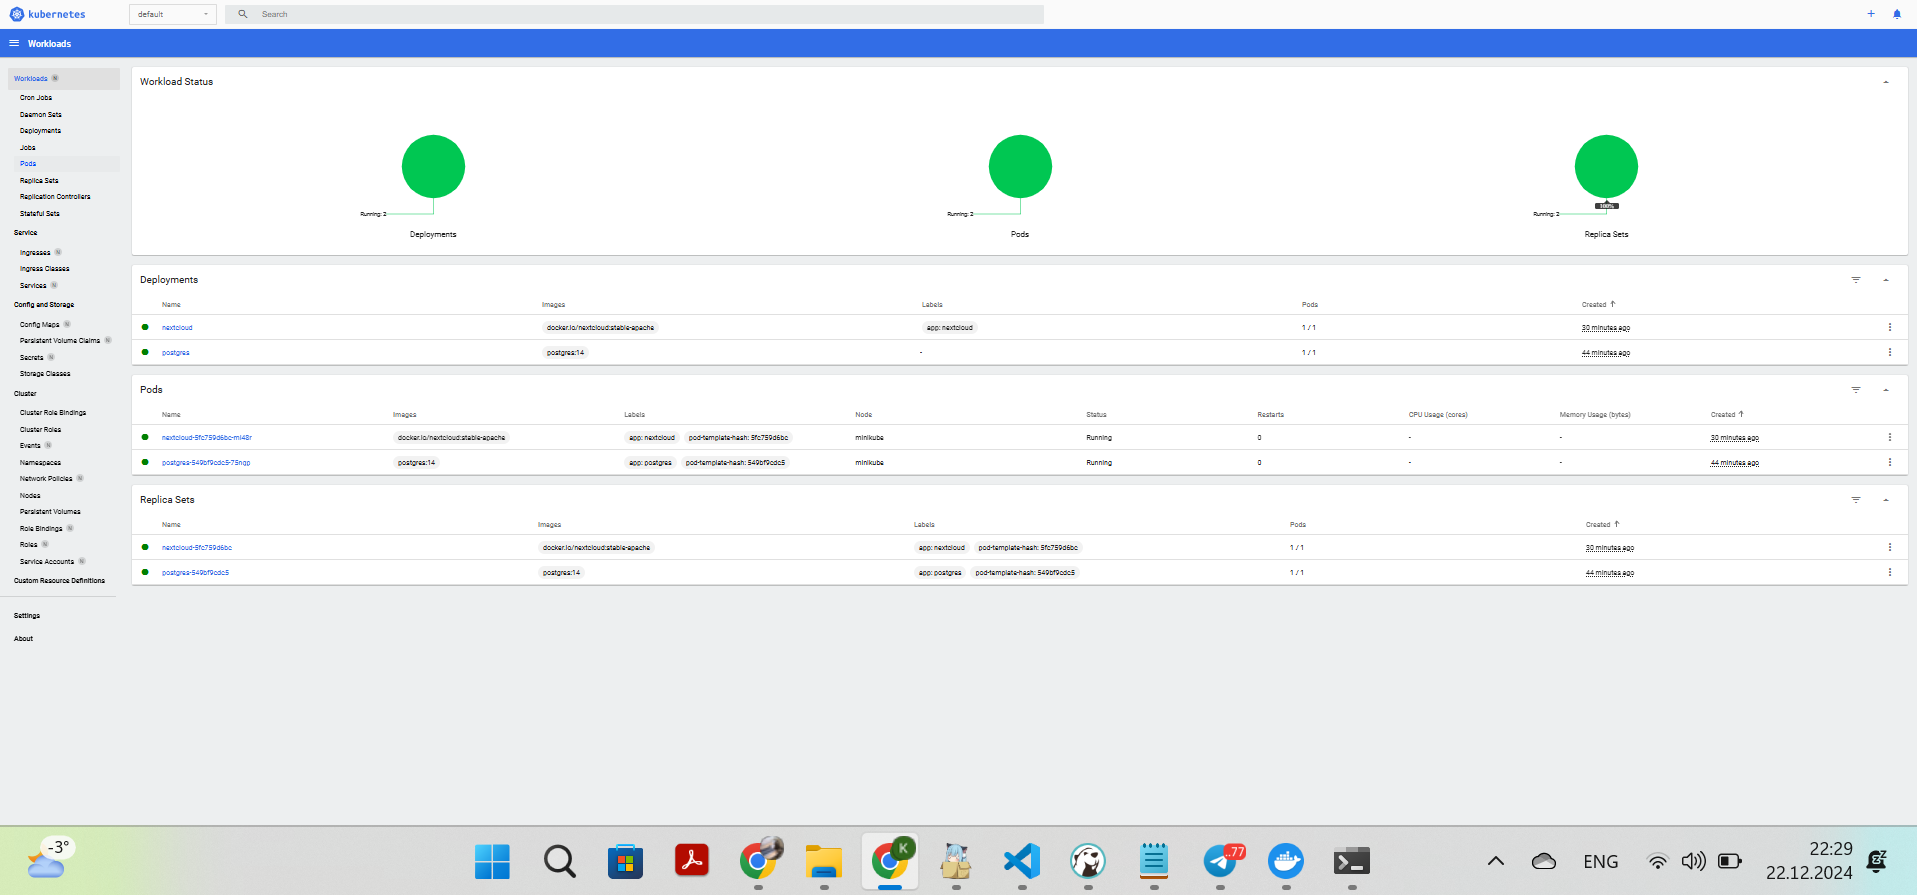 kubernetes
default
Search
Workloads
Workloads N
Cron Jobs
Daemon Sets
Deployments
Jobs
Pods
Replica Sets
Replication Controllers
Stateful Sets
Service
Ingresses N
Ingress Classes
Services N
Config and Storage
Config Maps N
Persistent Volume Claims N
Secrets N
Storage Classes
Cluster
Cluster Role Bindings
Cluster Roles
Events N
Namespaces
Network Policies N
Nodes
Persistent Volumes
Role Bindings N
Roles N
Service Accounts N
Custom Resource Definitions
Settings
About
Workload Status
Running: 2
Deployments
Running: 2
Pods
100%
Running: 2
Replica Sets
Deployments
Name Images Labels Pods Created
nextcloud docker.io/nextcloud:stable-apache app: nextcloud 1 / 1 30 minutes ago
postgres postgres:14 - 1 / 1 44 minutes ago
Pods
Name Images Labels Node Status Restarts CPU Usage (cores) Memory Usage (bytes) Created
nextcloud-5fc759d6bc-ml48r docker.io/nextcloud:stable-apache app: nextcloud pod-template-hash: 5fc759d6bc minikube Running 0 - - 30 minutes ago
postgres-549bf9cdc5-75nqp postgres:14 app: postgres pod-template-hash: 549bf9cdc5 minikube Running 0 - - 44 minutes ago
Replica Sets
Name Images Labels Pods Created
nextcloud-5fc759d6bc docker.io/nextcloud:stable-apache app: nextcloud pod-template-hash: 5fc759d6bc 1 / 1 30 minutes ago
postgres-549bf9cdc5 postgres:14 app: postgres pod-template-hash: 549bf9cdc5 1 / 1 44 minutes ago
-3°
K
..77
ENG
22:29
22.12.2024